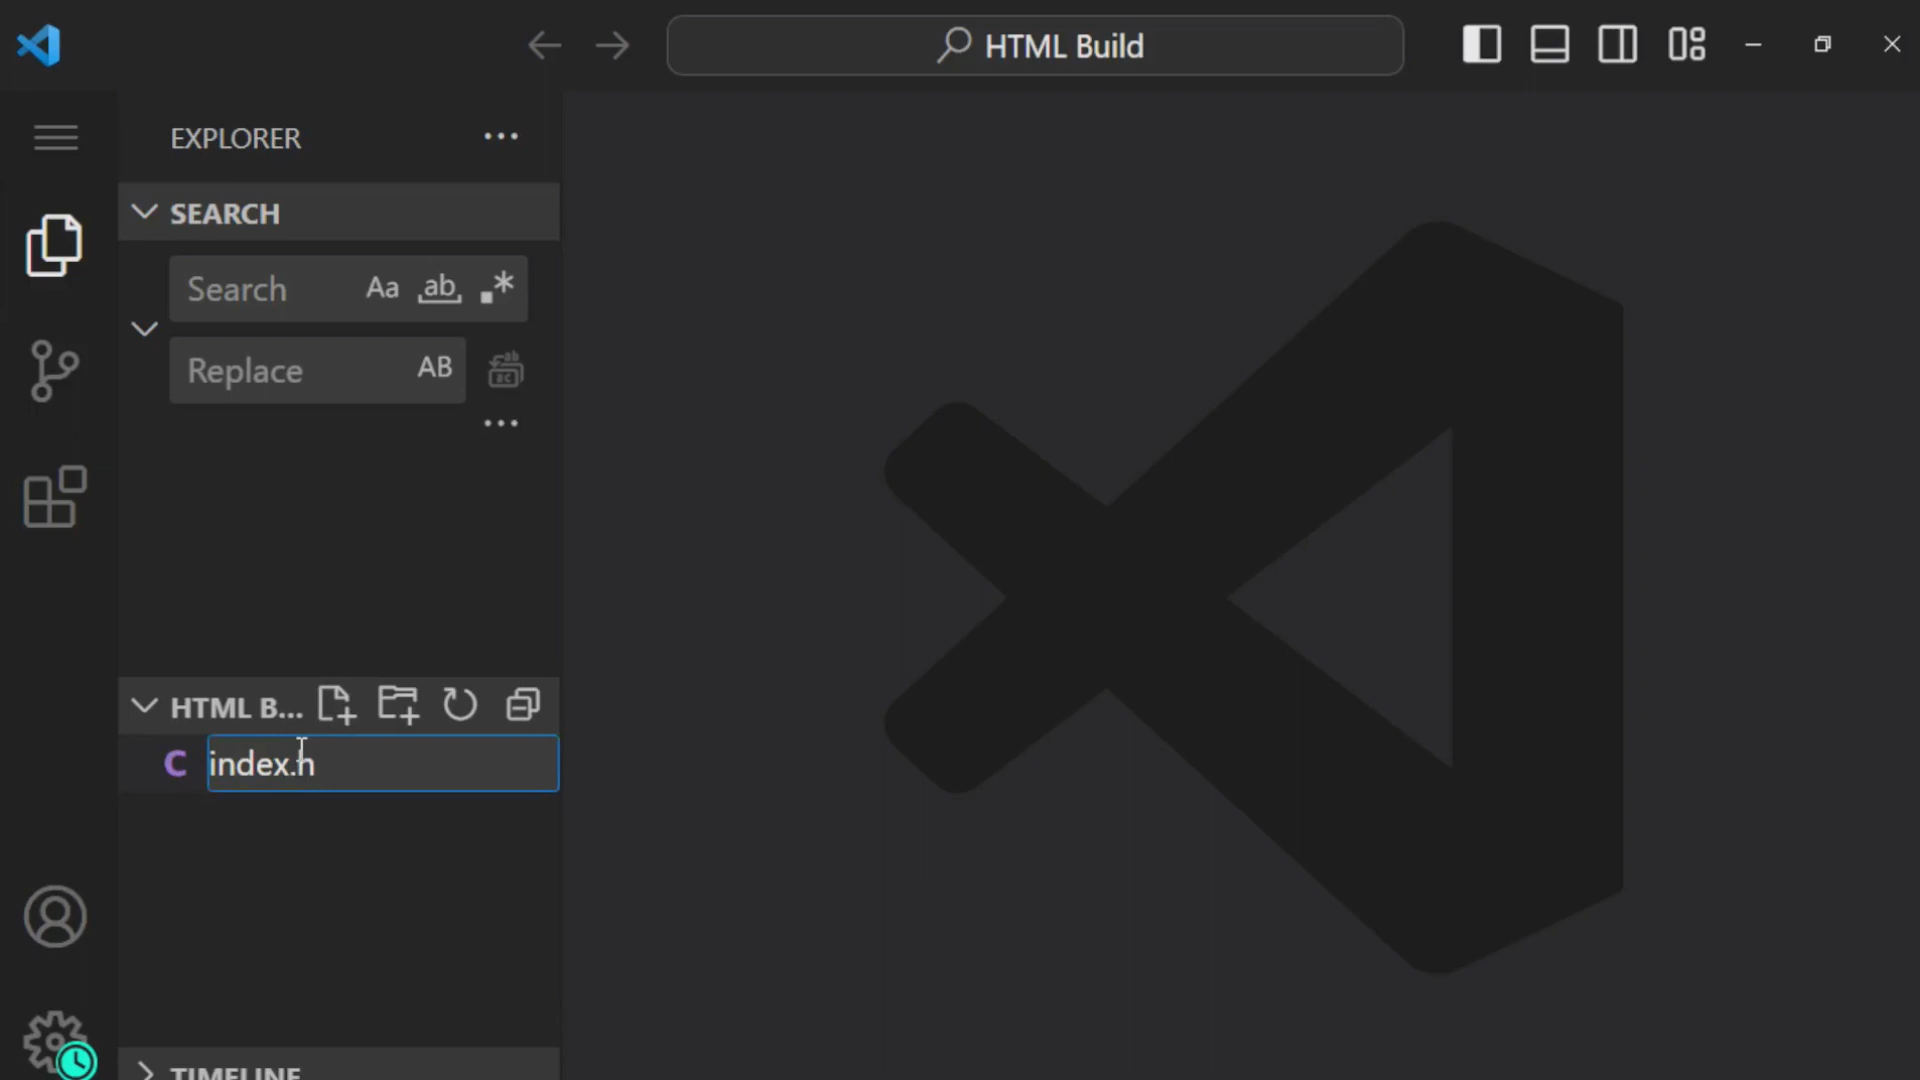 HTML Build
EXPLORER
SEARCH
Search Aa ab
Replace AB
HTML B...
C index.h
TIMELINE